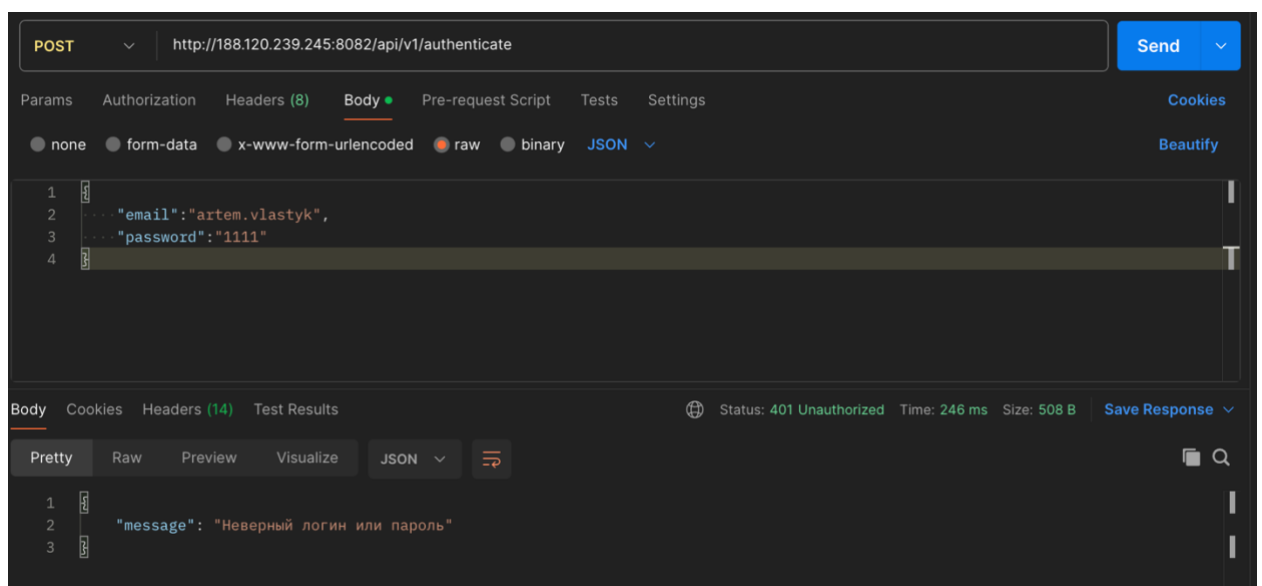 POST http://188.120.239.245:8082/api/v1/authenticate Send
Params Authorization Headers (8) Body Pre-request Script Tests Settings Cookies
none form-data x-www-form-urlencoded raw binary JSON Beautify
1 {
2 "email":"artem.vlastyk",
3 "password":"1111"
4 }
Body Cookies Headers (14) Test Results Status: 401 Unauthorized Time: 246 ms Size: 508 B Save Response
Pretty Raw Preview Visualize JSON
1 {
2 "message": "Неверный логин или пароль"
3 }